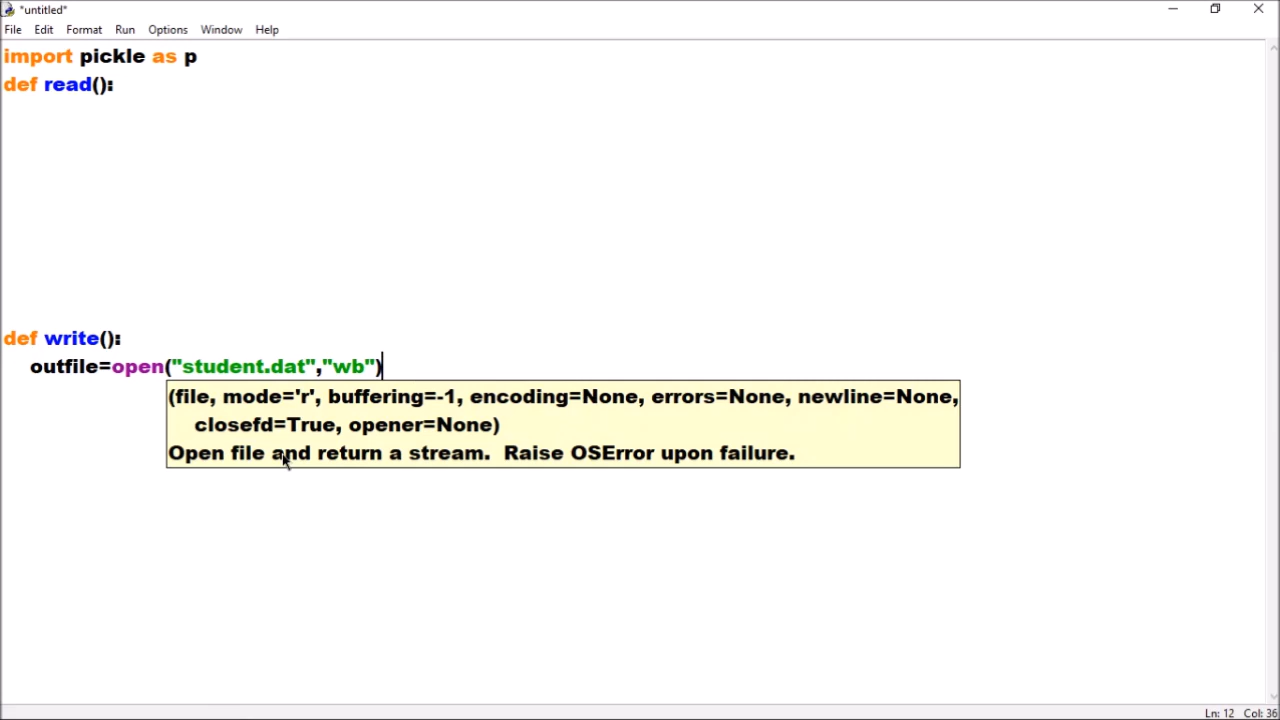 *untitled*
File Edit Format Run Options Window Help
import pickle as p
def read():
def write():
outfile=open("student.dat","wb")
(file, mode='r', buffering=-1, encoding=None, errors=None, newline=None,
closefd=True, opener=None)
Open file and return a stream.  Raise OSError upon failure.
Ln: 12 Col: 36